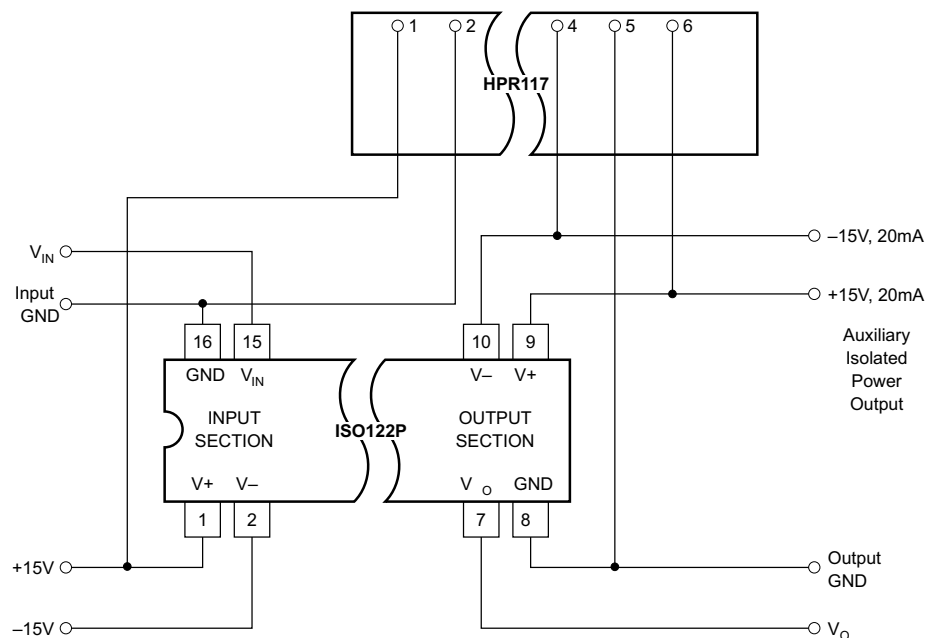 1 2 4 5 6
HPR117
V_IN
Input
GND
–15V, 20mA
+15V, 20mA
Auxiliary
Isolated
Power
Output
16 15 10 9
GND V_IN V– V+
INPUT
SECTION
ISO122P
OUTPUT
SECTION
V+ V– V_O GND
1 2 7 8
+15V
Output
GND
–15V
V_O